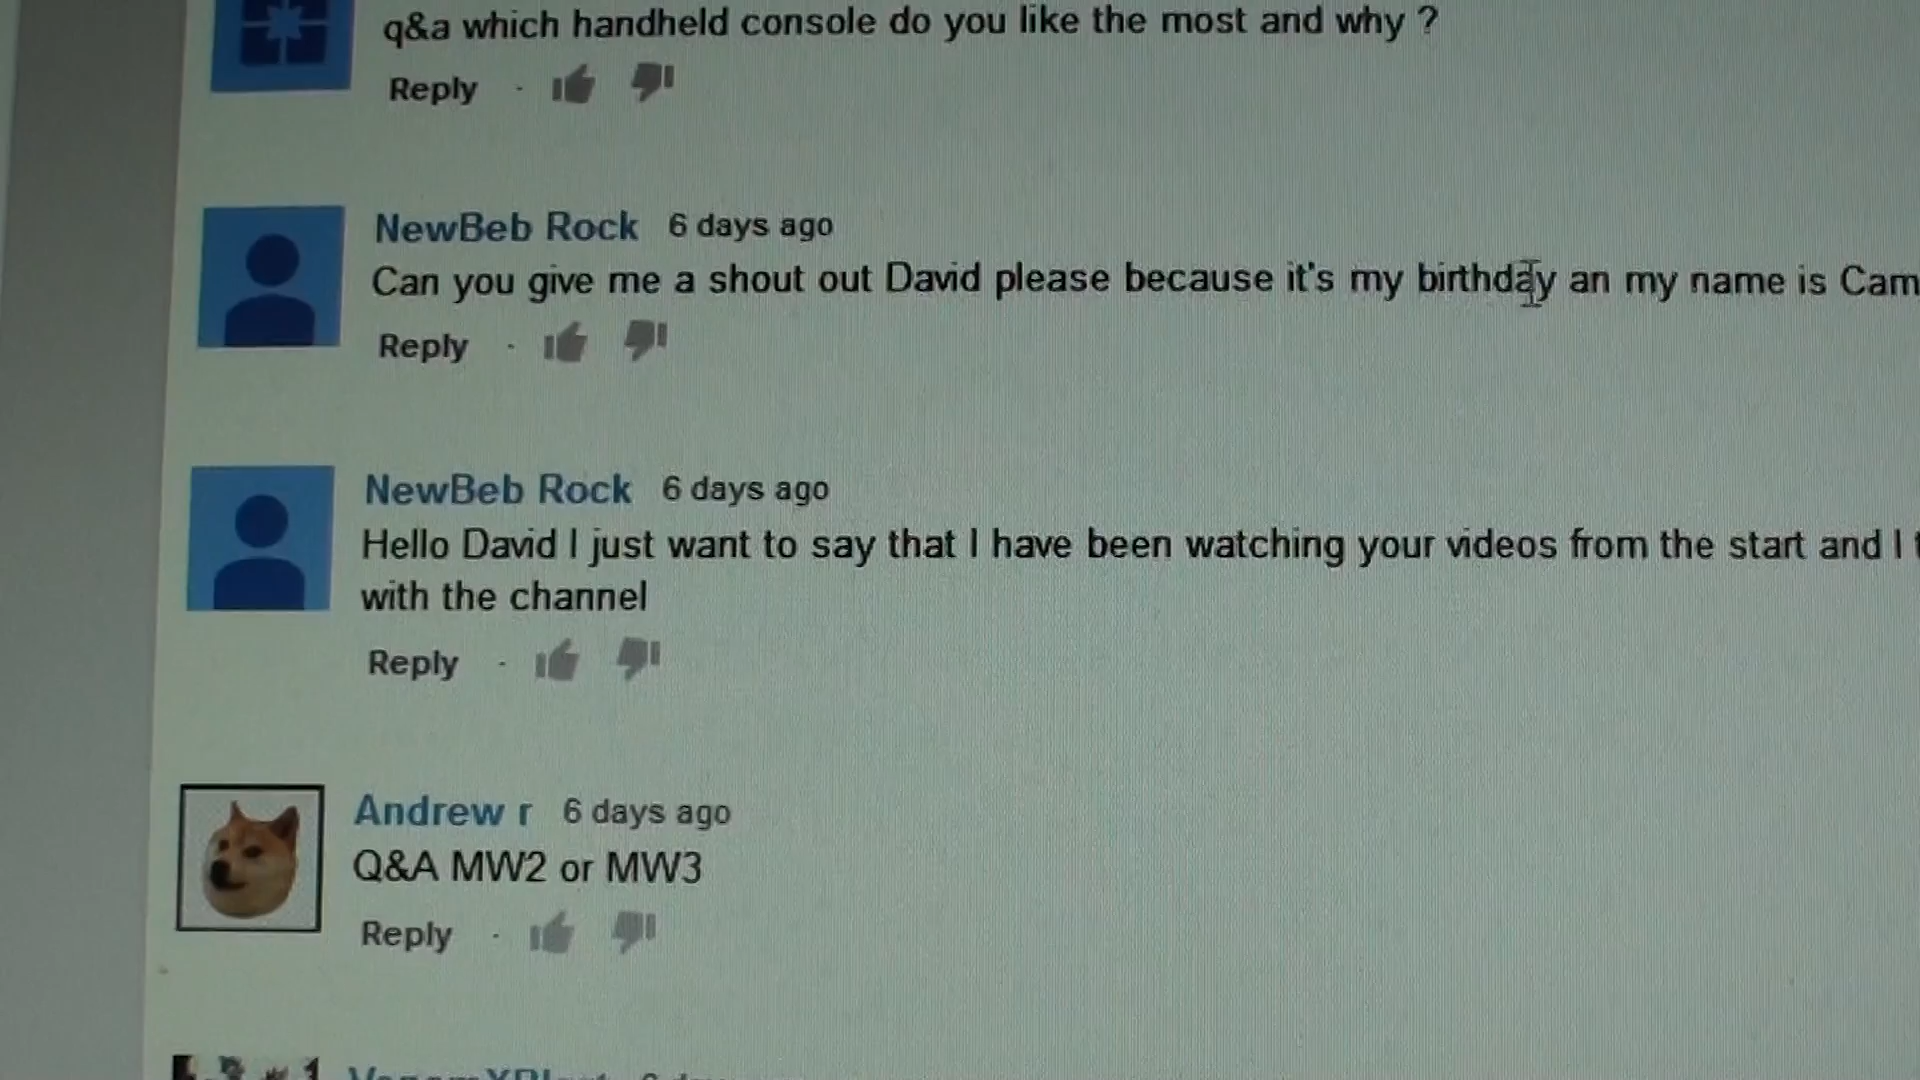 q&a which handheld console do you like the most and why ?
Reply ·
NewBeb Rock 6 days ago
Can you give me a shout out David please because it's my birthday an my name is Cam
Reply ·
NewBeb Rock 6 days ago
Hello David I just want to say that I have been watching your videos from the start and I
with the channel
Reply ·
Andrew r 6 days ago
Q&A MW2 or MW3
Reply ·